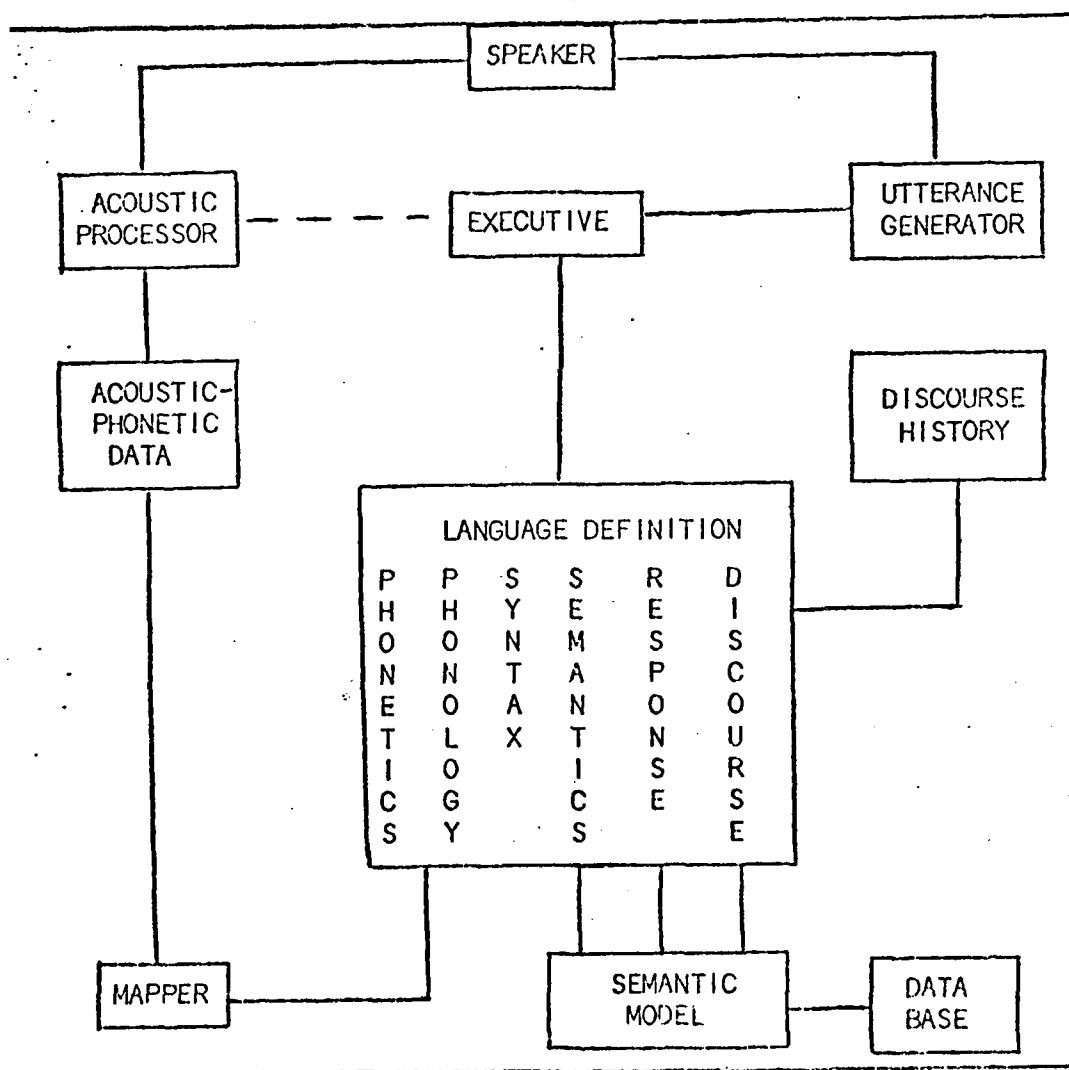 SPEAKER
ACOUSTIC
PROCESSOR
EXECUTIVE
UTTERANCE
GENERATOR
ACOUSTIC-
PHONETIC
DATA
DISCOURSE
HISTORY
LANGUAGE DEFINITION
PHONETICS
PHONOLOGY
SYNTAX
SEMANTICS
RESPONSE
DISCOURSE
MAPPER
SEMANTIC
MODEL
DATA
BASE